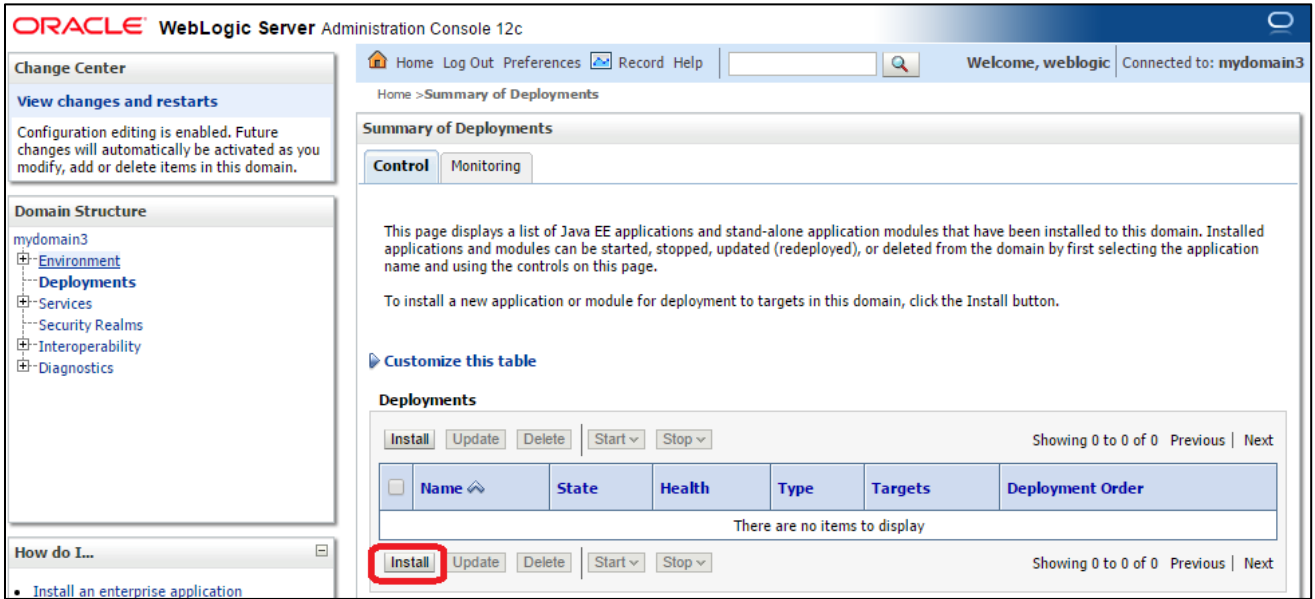 ORACLE WebLogic Server Administration Console 12c
Change Center
View changes and restarts
Configuration editing is enabled. Future
changes will automatically be activated as you
modify, add or delete items in this domain.
Domain Structure
mydomain3
Environment
Deployments
Services
Security Realms
Interoperability
Diagnostics
How do I...
Install an enterprise application
Home Log Out Preferences Record Help
Welcome, weblogic Connected to: mydomain3
Home >Summary of Deployments
Summary of Deployments
Control Monitoring
This page displays a list of Java EE applications and stand-alone application modules that have been installed to this domain. Installed
applications and modules can be started, stopped, updated (redeployed), or deleted from the domain by first selecting the application
name and using the controls on this page.
To install a new application or module for deployment to targets in this domain, click the Install button.
Customize this table
Deployments
Install Update Delete Start Stop Showing 0 to 0 of 0 Previous | Next
Name State Health Type Targets Deployment Order
There are no items to display
Install Update Delete Start Stop Showing 0 to 0 of 0 Previous | Next